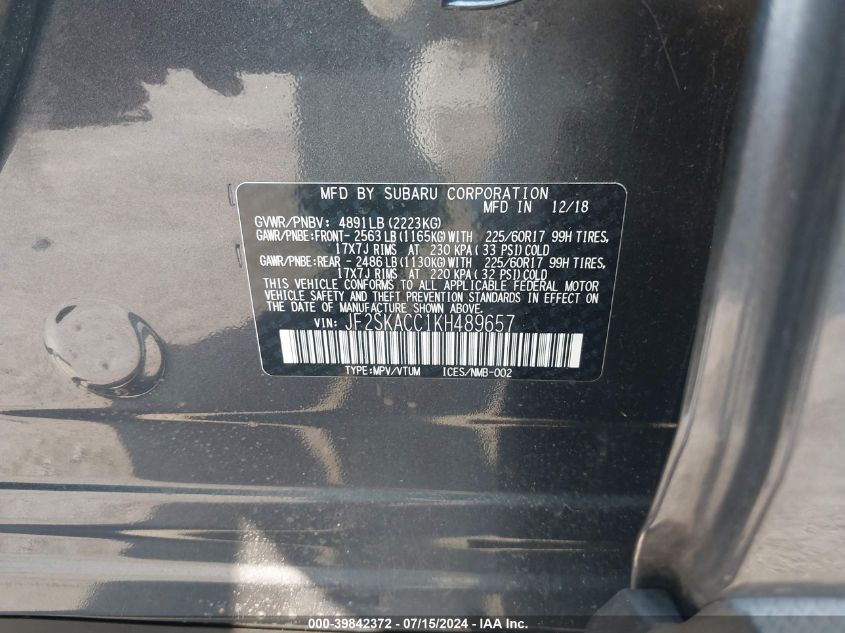 MFD BY SUBARU CORPORATION
MFD IN 12/18
GVWR/PNBV: 4891LB (2223KG)
GAWR/PNBE:FRONT-2563LB(1165KG)WITH 225/60R17 99H TIRES,
17X7J RIMS AT 230 KPA(33 PSI)COLD
GAWR/PNBE:REAR -2486LB(1130KG)WITH 225/60R17 99H TIRES,
17X7J RIMS AT 220 KPA(32 PSI)COLD
THIS VEHICLE CONFORMS TO ALL APPLICABLE FEDERAL MOTOR
VEHICLE SAFETY AND THEFT PREVENTION STANDARDS IN EFFECT ON
THE DATE OF MANUFACTURE SHOWN ABOVE.
VIN: JF2SKACC1KH489657
TYPE:MPV/VTUM ICES/NMB-002
000-39842372 - 07/15/2024 - IAA Inc.